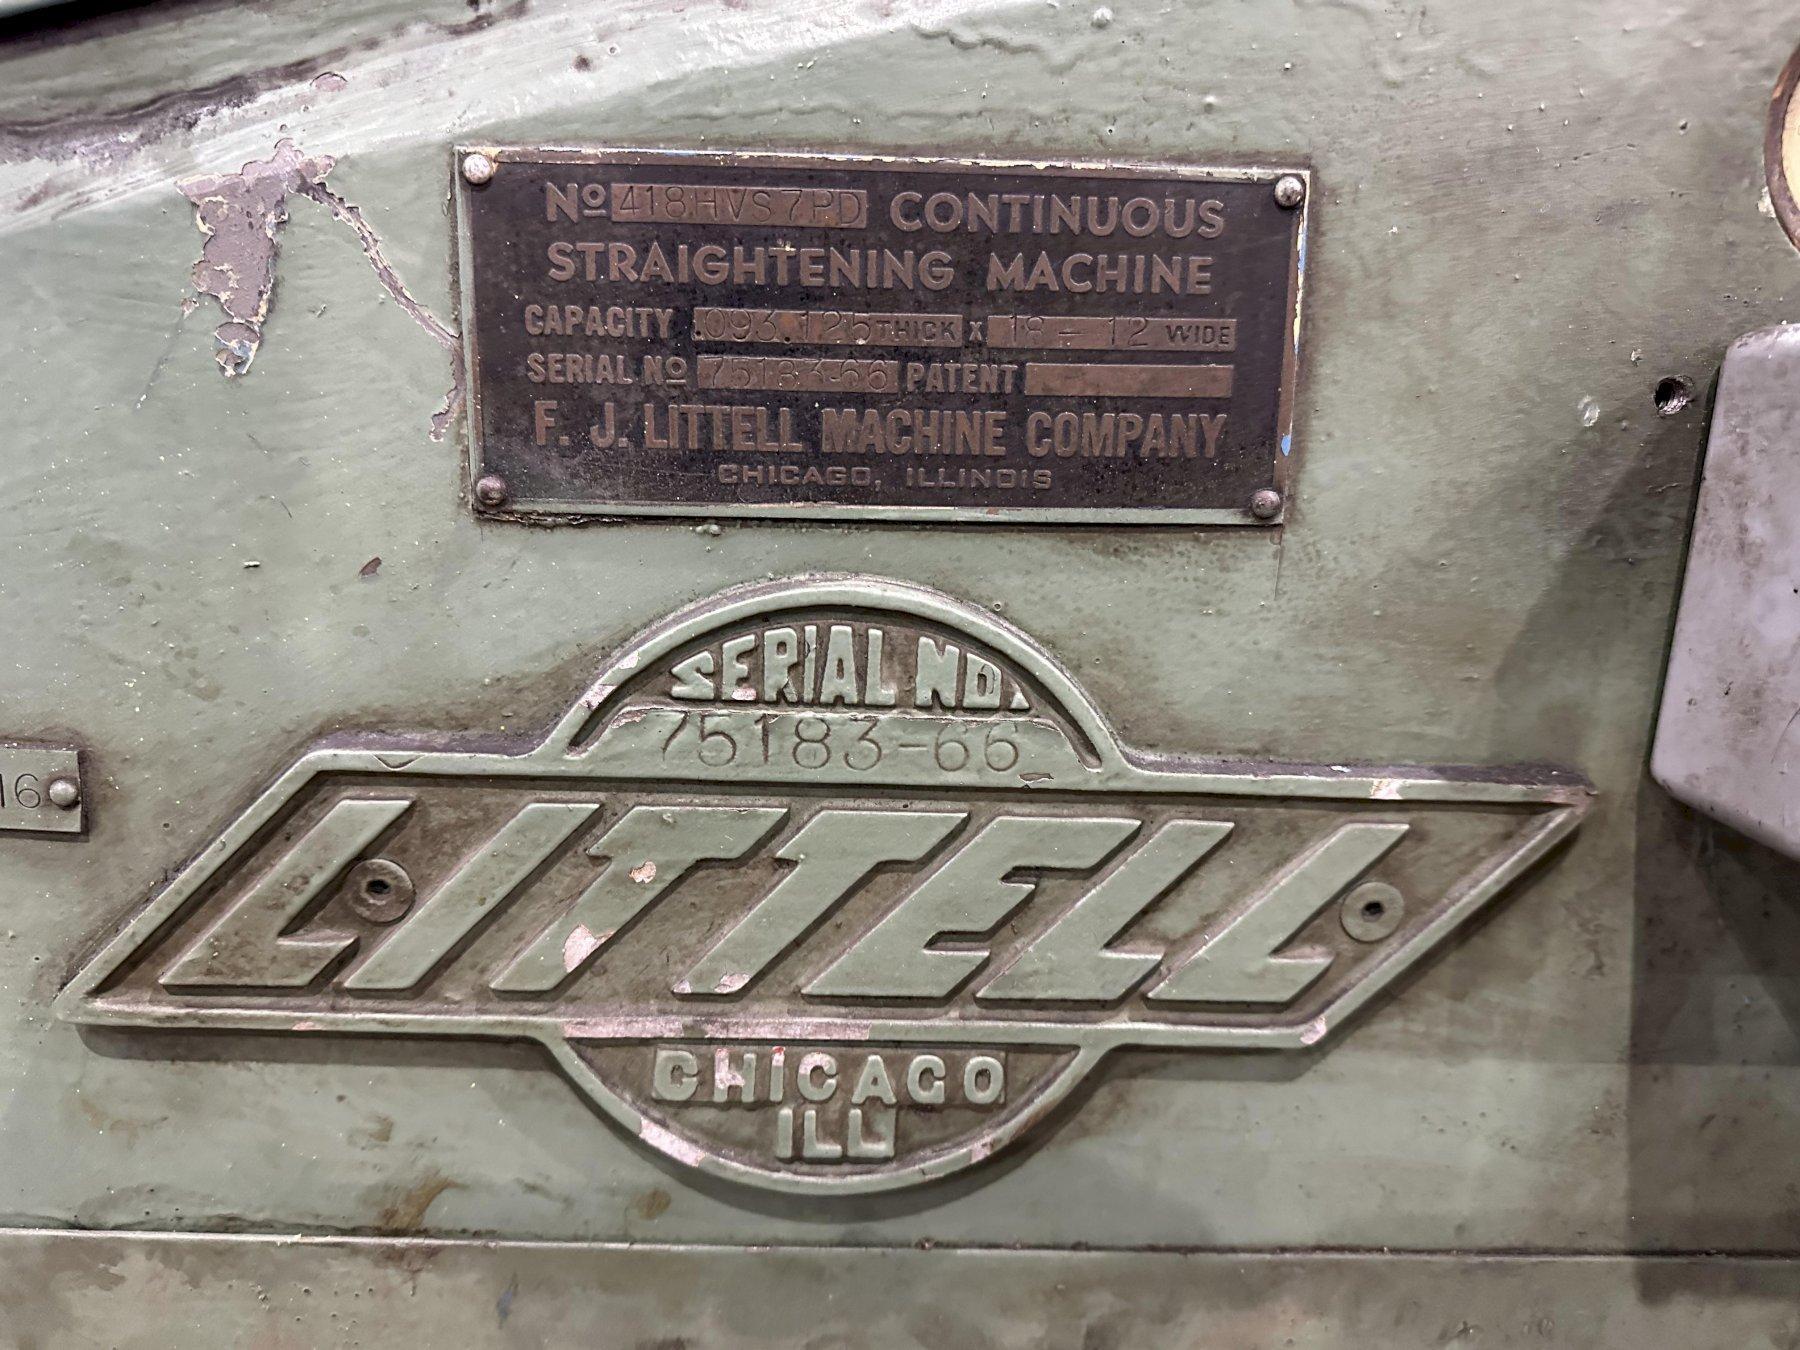 Nº 418HVS7PD CONTINUOUS
STRAIGHTENING MACHINE
CAPACITY .093.125 THICK X 18 - 12 WIDE
SERIAL Nº 75183-66 PATENT
F. J. LITTELL MACHINE COMPANY
CHICAGO, ILLINOIS
SERIAL NO.
75183-66
16
LITTELL
CHICAGO
ILL